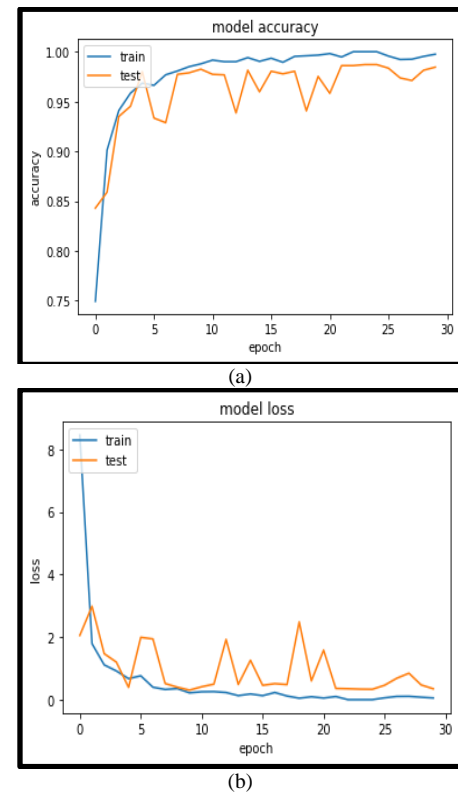 model accuracy
1.00
train
test
0.95
0.90
accuracy
0.85
0.80
0.75
0 5 10 15 20 25 30
epoch
(a)
model loss
train
8
test
6
loss
4
2
0
0 5 10 15 20 25 30
epoch
(b)